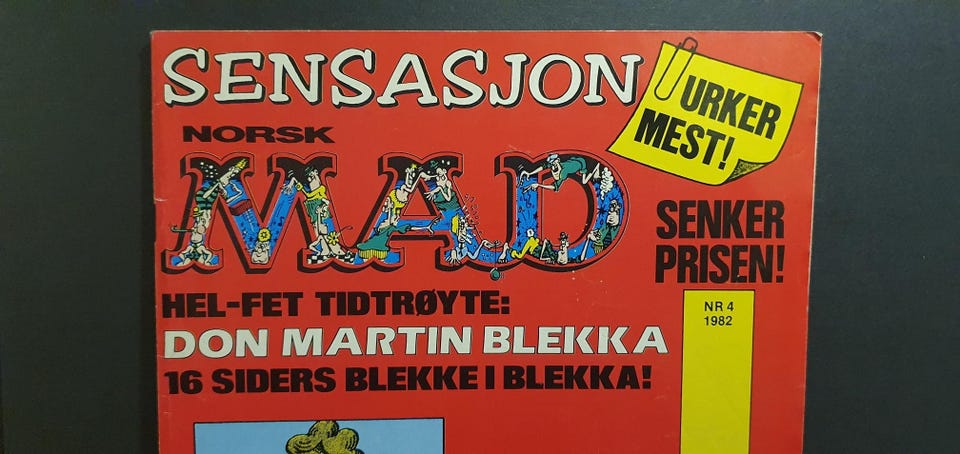 SENSASJON
URKER
MEST!
NORSK
MAD
SENKER
PRISEN!
HEL-FET TIDTRØYTE:
DON MARTIN BLEKKA
16 SIDERS BLEKKE I BLEKKA!
NR 4
1982